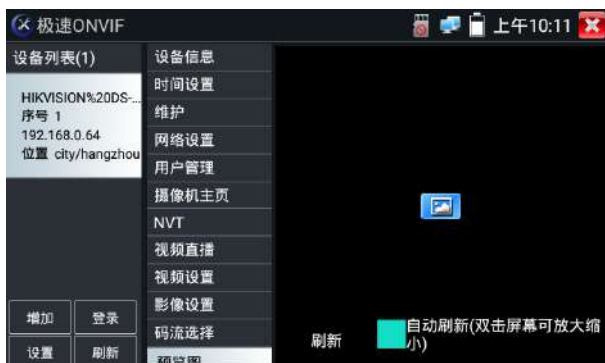 极速ONVIF
上午10:11
设备列表(1)
HIKVISION%20DS-...
序号 1
192.168.0.64
位置 city/hangzhou
增加
登录
设置
刷新
设备信息
时间设置
维护
网络设置
用户管理
摄像机主页
NVT
视频直播
视频设置
影像设置
码流选择
预览图
刷新
自动刷新(双击屏幕可放大缩
小)